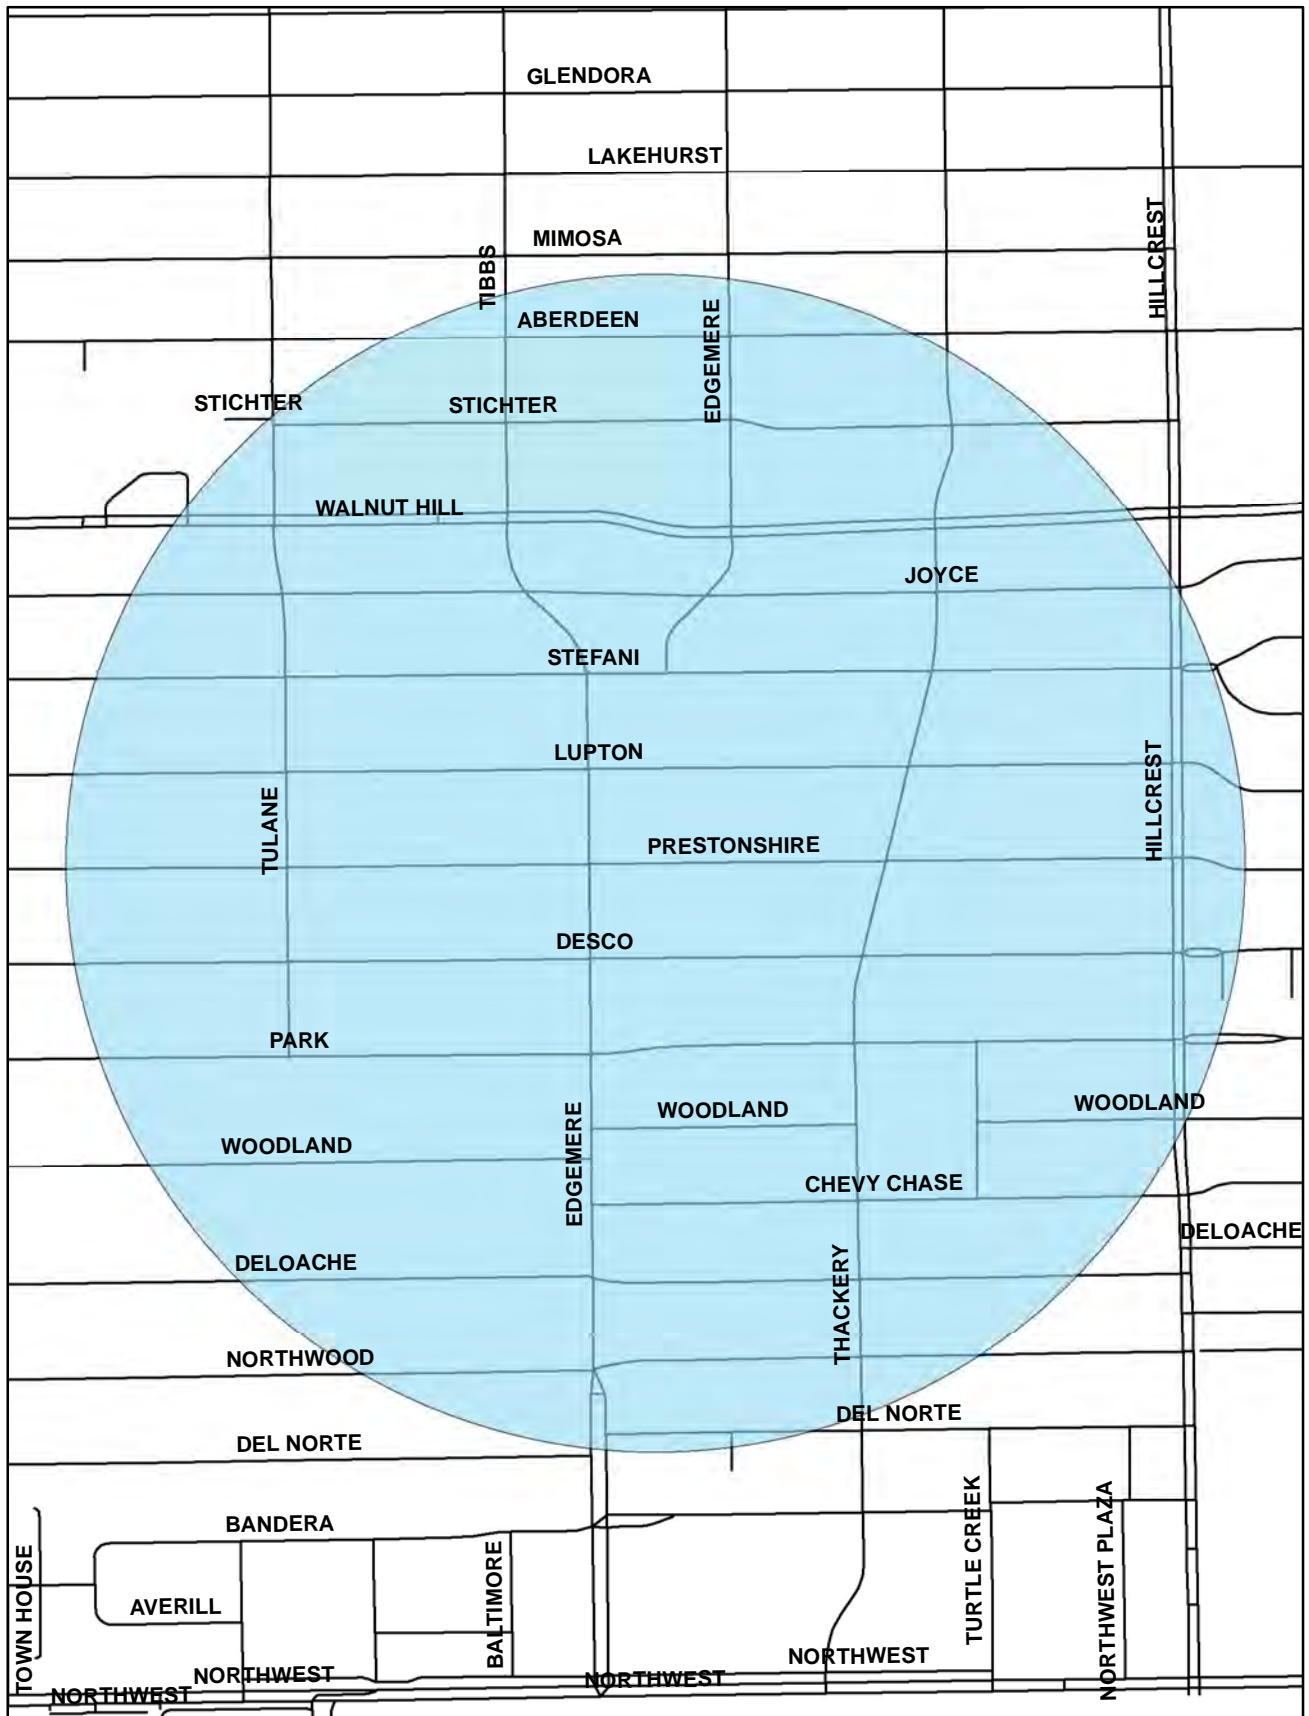 GLENDORA
LAKEHURST
HILLCREST
MIMOSA
TIBBS
ABERDEEN
EDGEMERE
STICHTER
STICHTER
WALNUT HILL
JOYCE
STEFANI
LUPTON
HILLCREST
TULANE
PRESTONSHIRE
DESCO
PARK
WOODLAND
WOODLAND
WOODLAND
EDGEMERE
CHEVY CHASE
DELOACHE
DELOACHE
THACKERY
NORTHWOOD
DEL NORTE
DEL NORTE
BANDERA
TURTLE CREEK
NORTHWEST PLAZA
TOWN HOUSE
BALTIMORE
AVERILL
NORTHWEST
NORTHWEST
NORTHWEST
NORTHWEST